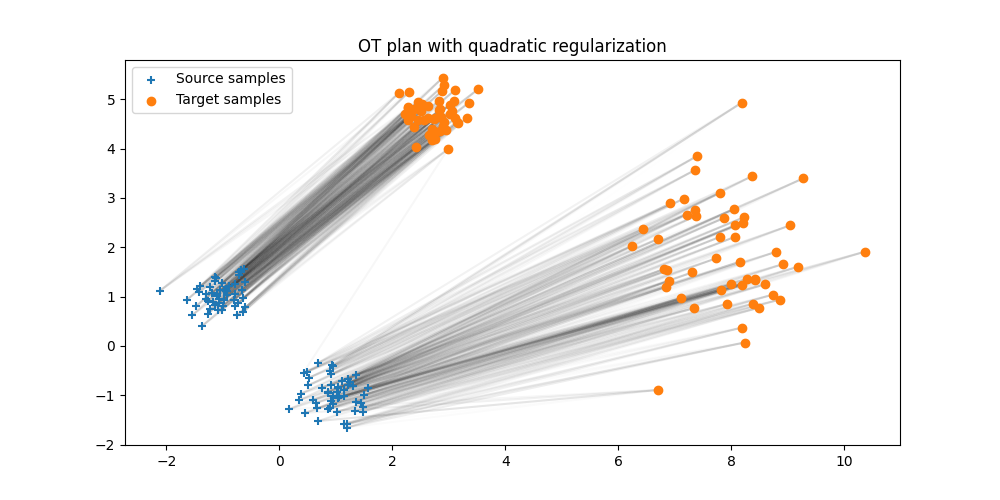 OT plan with quadratic regularization
Source samples
Target samples
5
4
3
2
1
0
−1
−2
−2 0 2 4 6 8 10